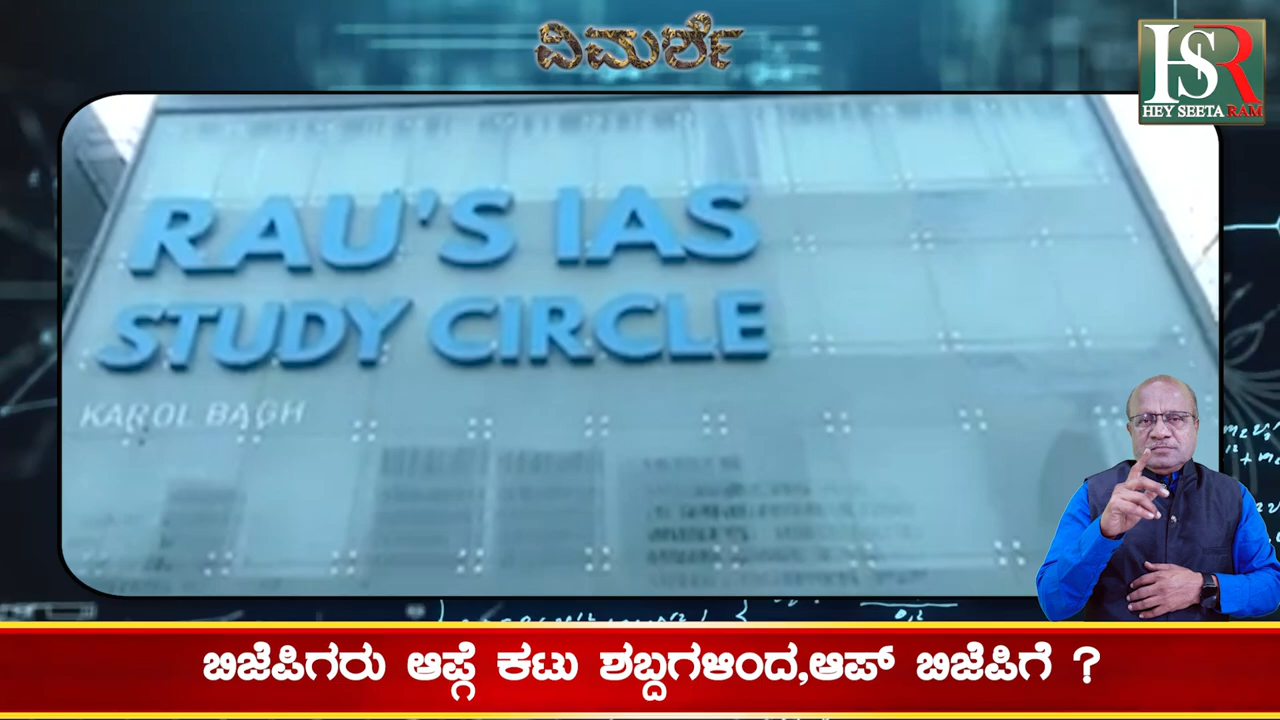 ವಿಮರ್ಶೆ
HSR
HEY SEETA RAM
RAU'S IAS
STUDY CIRCLE
KAROL BAGH
ಬಿಜೆಪಿಗರು ಆಪ್ಗೆ ಕಟು ಶಬ್ದಗಳಿಂದ,ಆಪ್ ಬಿಜೆಪಿಗೆ ?